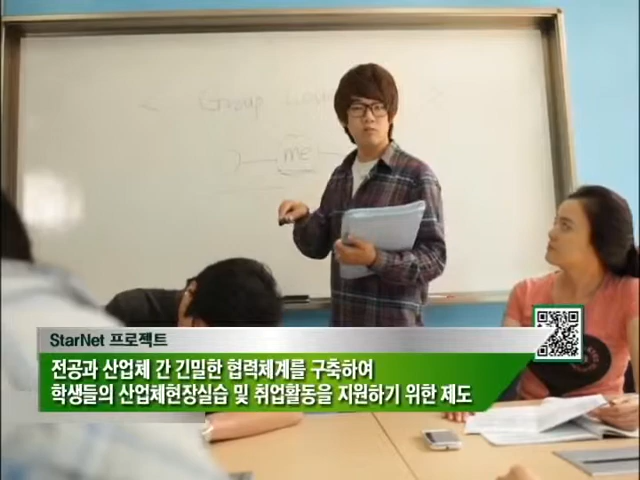 Group
ME
StarNet 프로젝트
전공과 산업체 간 긴밀한 협력체계를 구축하여
학생들의 산업체현장실습 및 취업활동을 지원하기 위한 제도